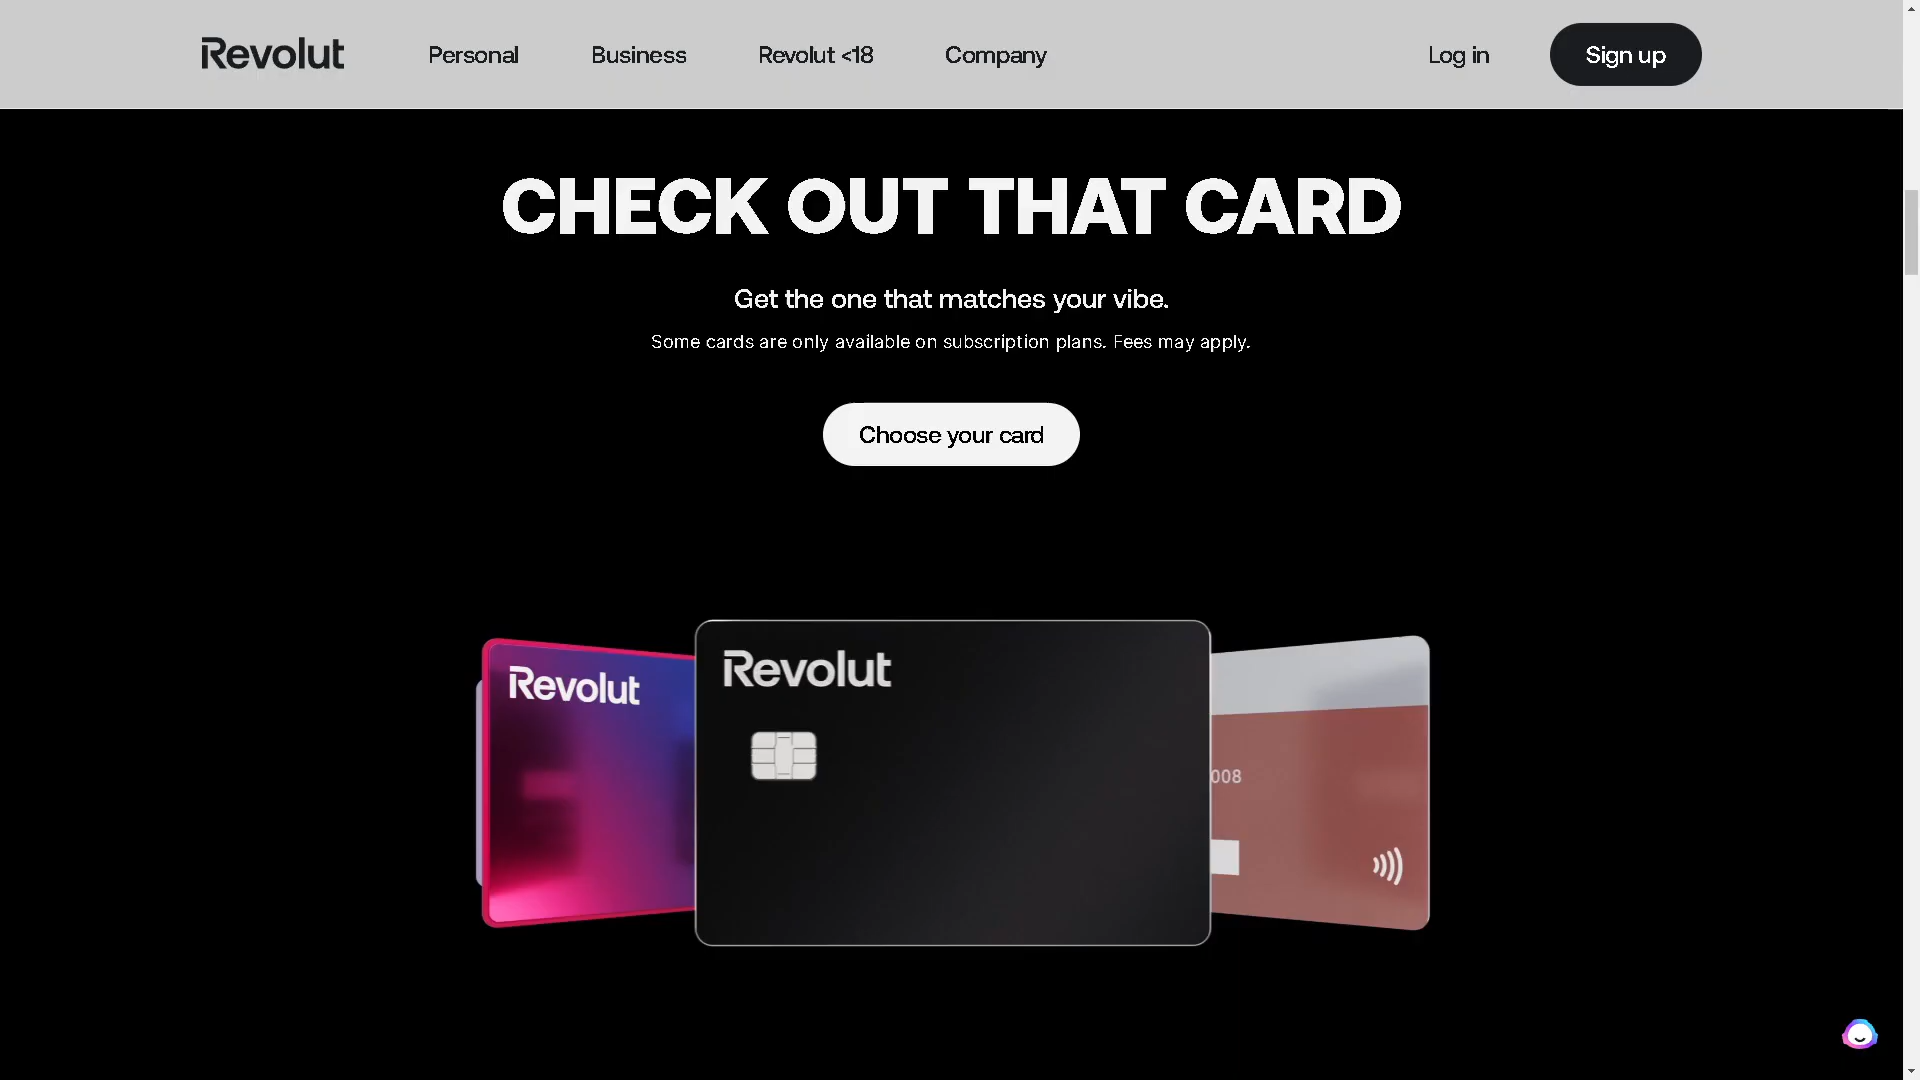 Revolut
Personal
Business
Revolut <18
Company
Log in
Sign up
CHECK OUT THAT CARD
Get the one that matches your vibe.
Some cards are only available on subscription plans. Fees may apply.
Choose your card
Revolut
Revolut
008